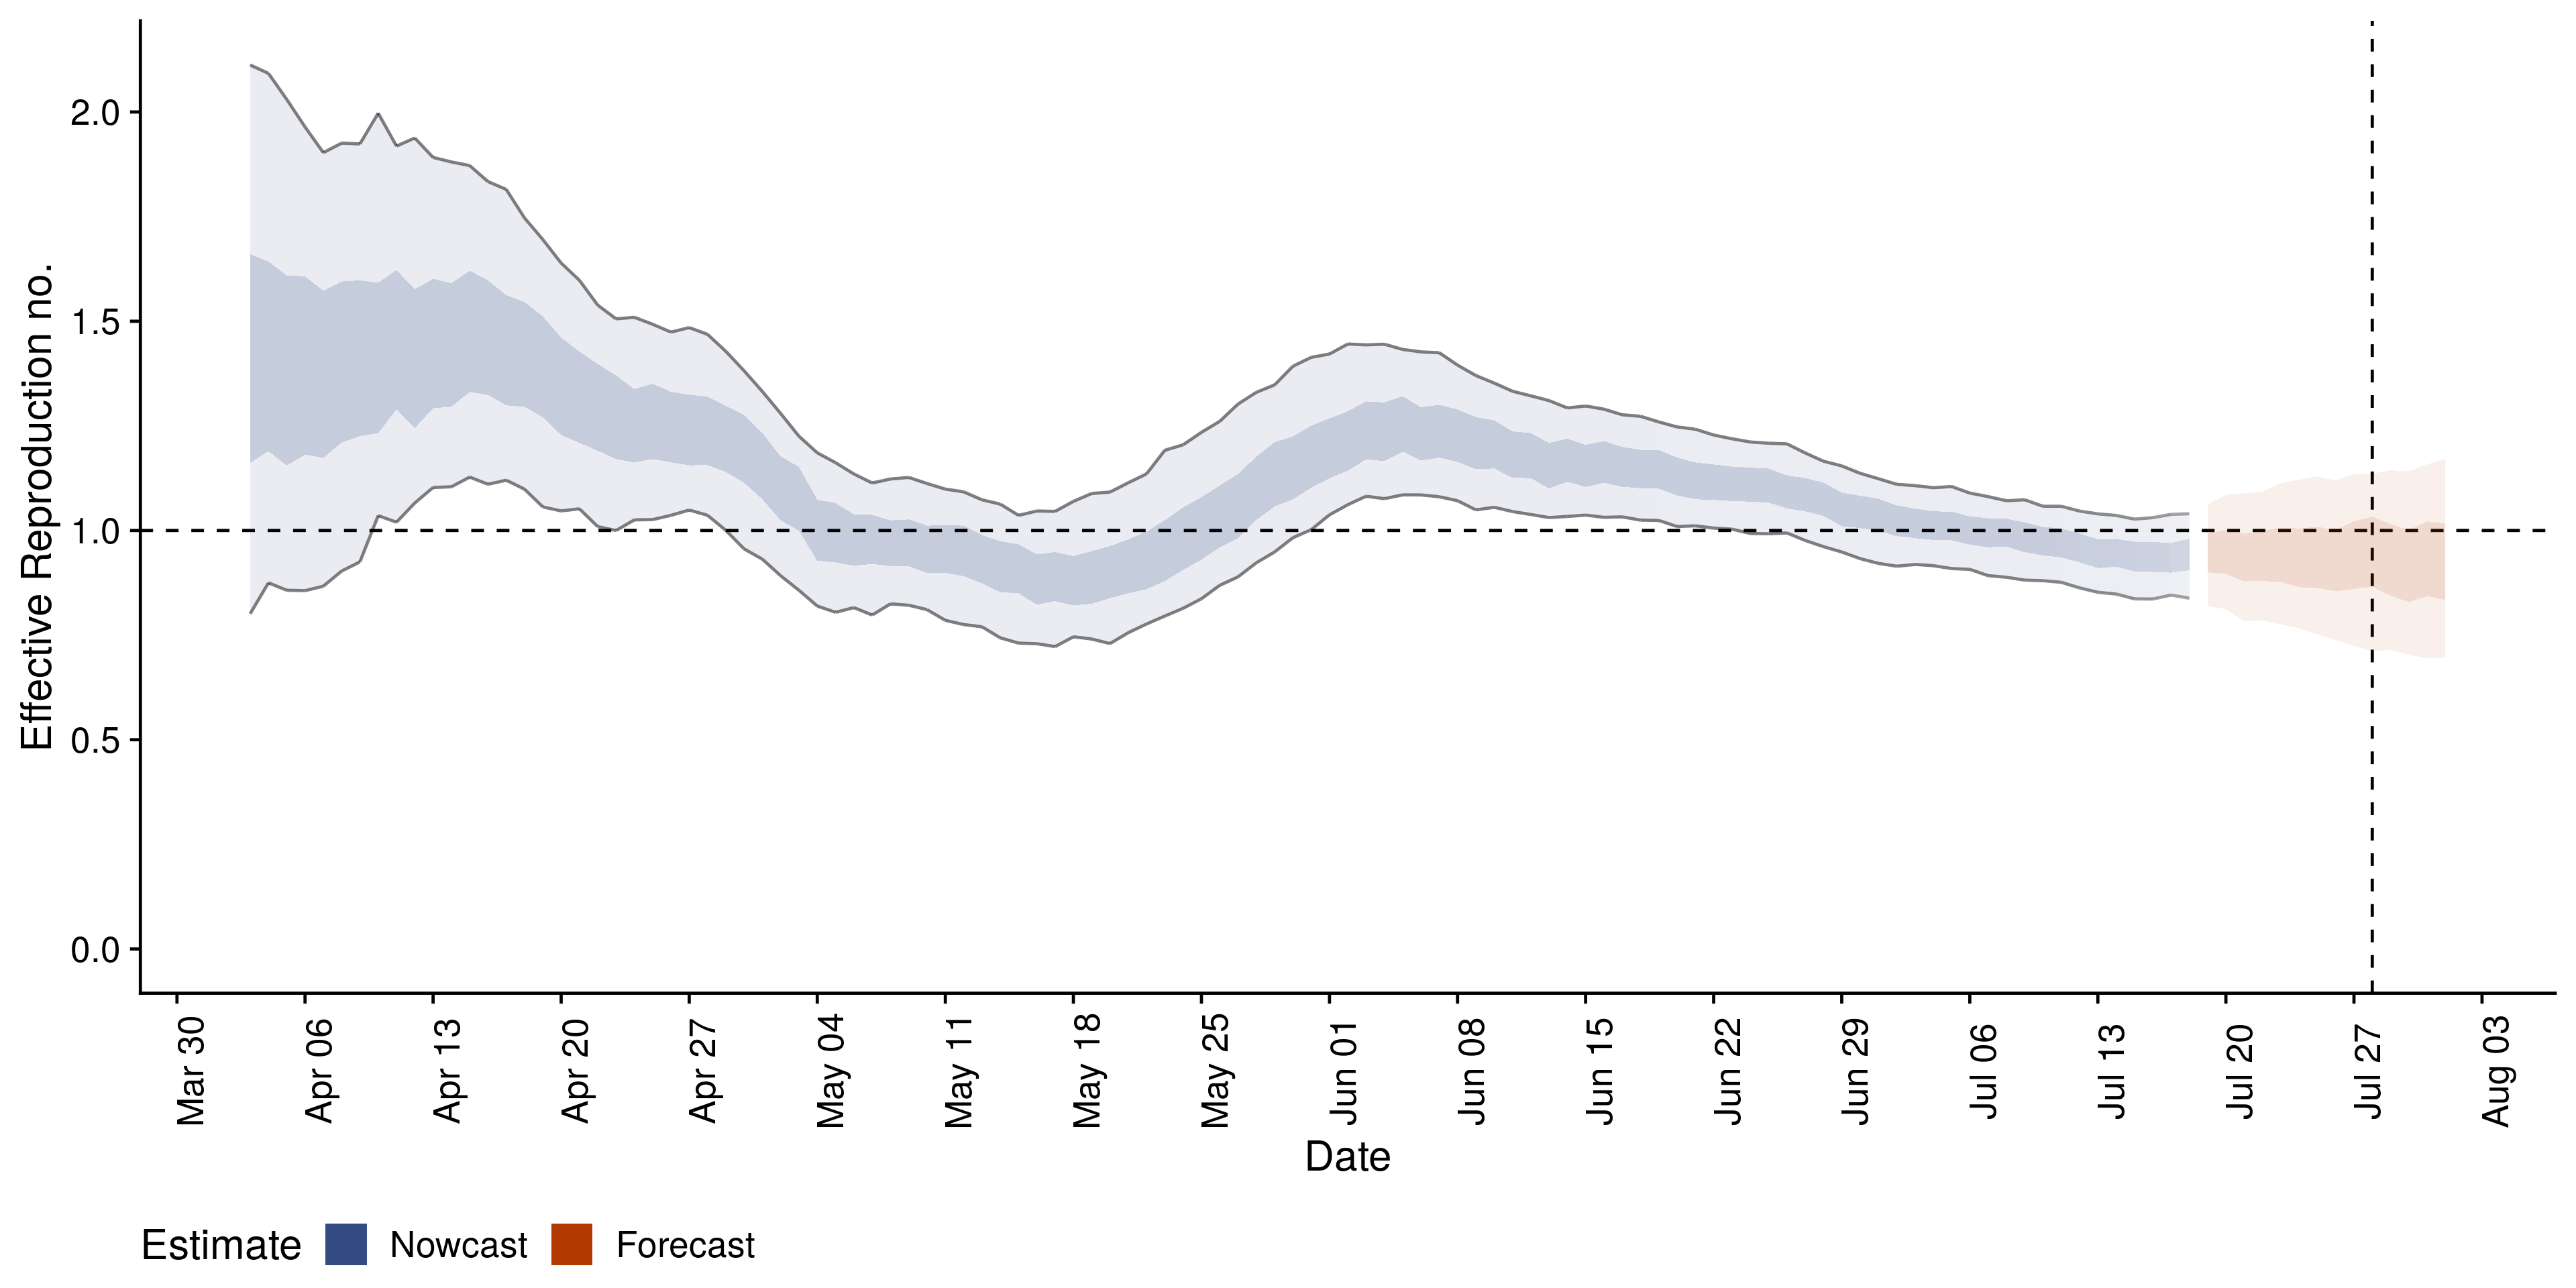 Effective Reproduction no.
2.0
1.5
1.0
0.5
0.0
Mar 30
Apr 06
Apr 13
Apr 20
Apr 27
May 04
May 11
May 18
May 25
Jun 01
Jun 08
Jun 15
Jun 22
Jun 29
Jul 06
Jul 13
Jul 20
Jul 27
Aug 03
Date
Estimate Nowcast Forecast